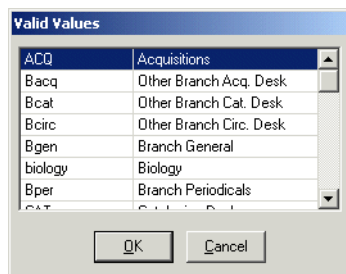 Valid Values
ACQ Acquisitions
Bacq Other Branch Acq. Desk
Bcat Other Branch Cat. Desk
Bcirc Other Branch Circ. Desk
Bgen Branch General
biology Biology
Bper Branch Periodicals
OK Cancel